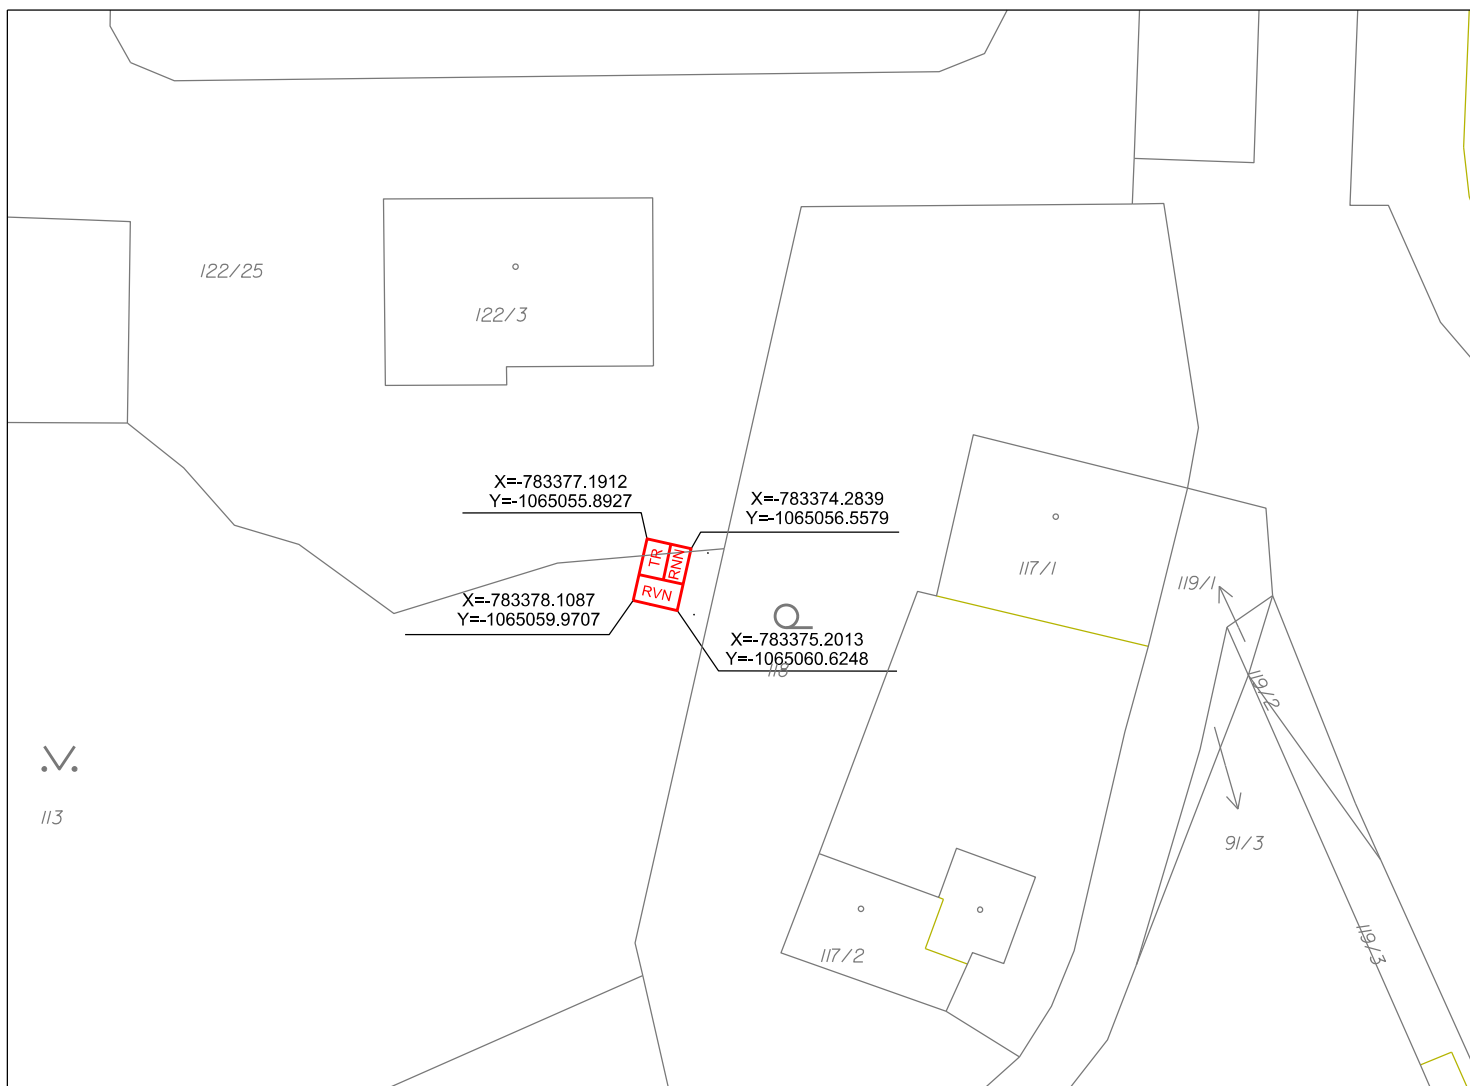 122/25
122/3
X=-783377.1912
Y=-1065055.8927
X=-783374.2839
Y=-1065056.5579
TR
RNN
RVN
117/1
119/1
X=-783378.1087
Y=-1065059.9707
X=-783375.2013
Y=-1065060.6248
118
119/2
113
91/3
117/2
119/3